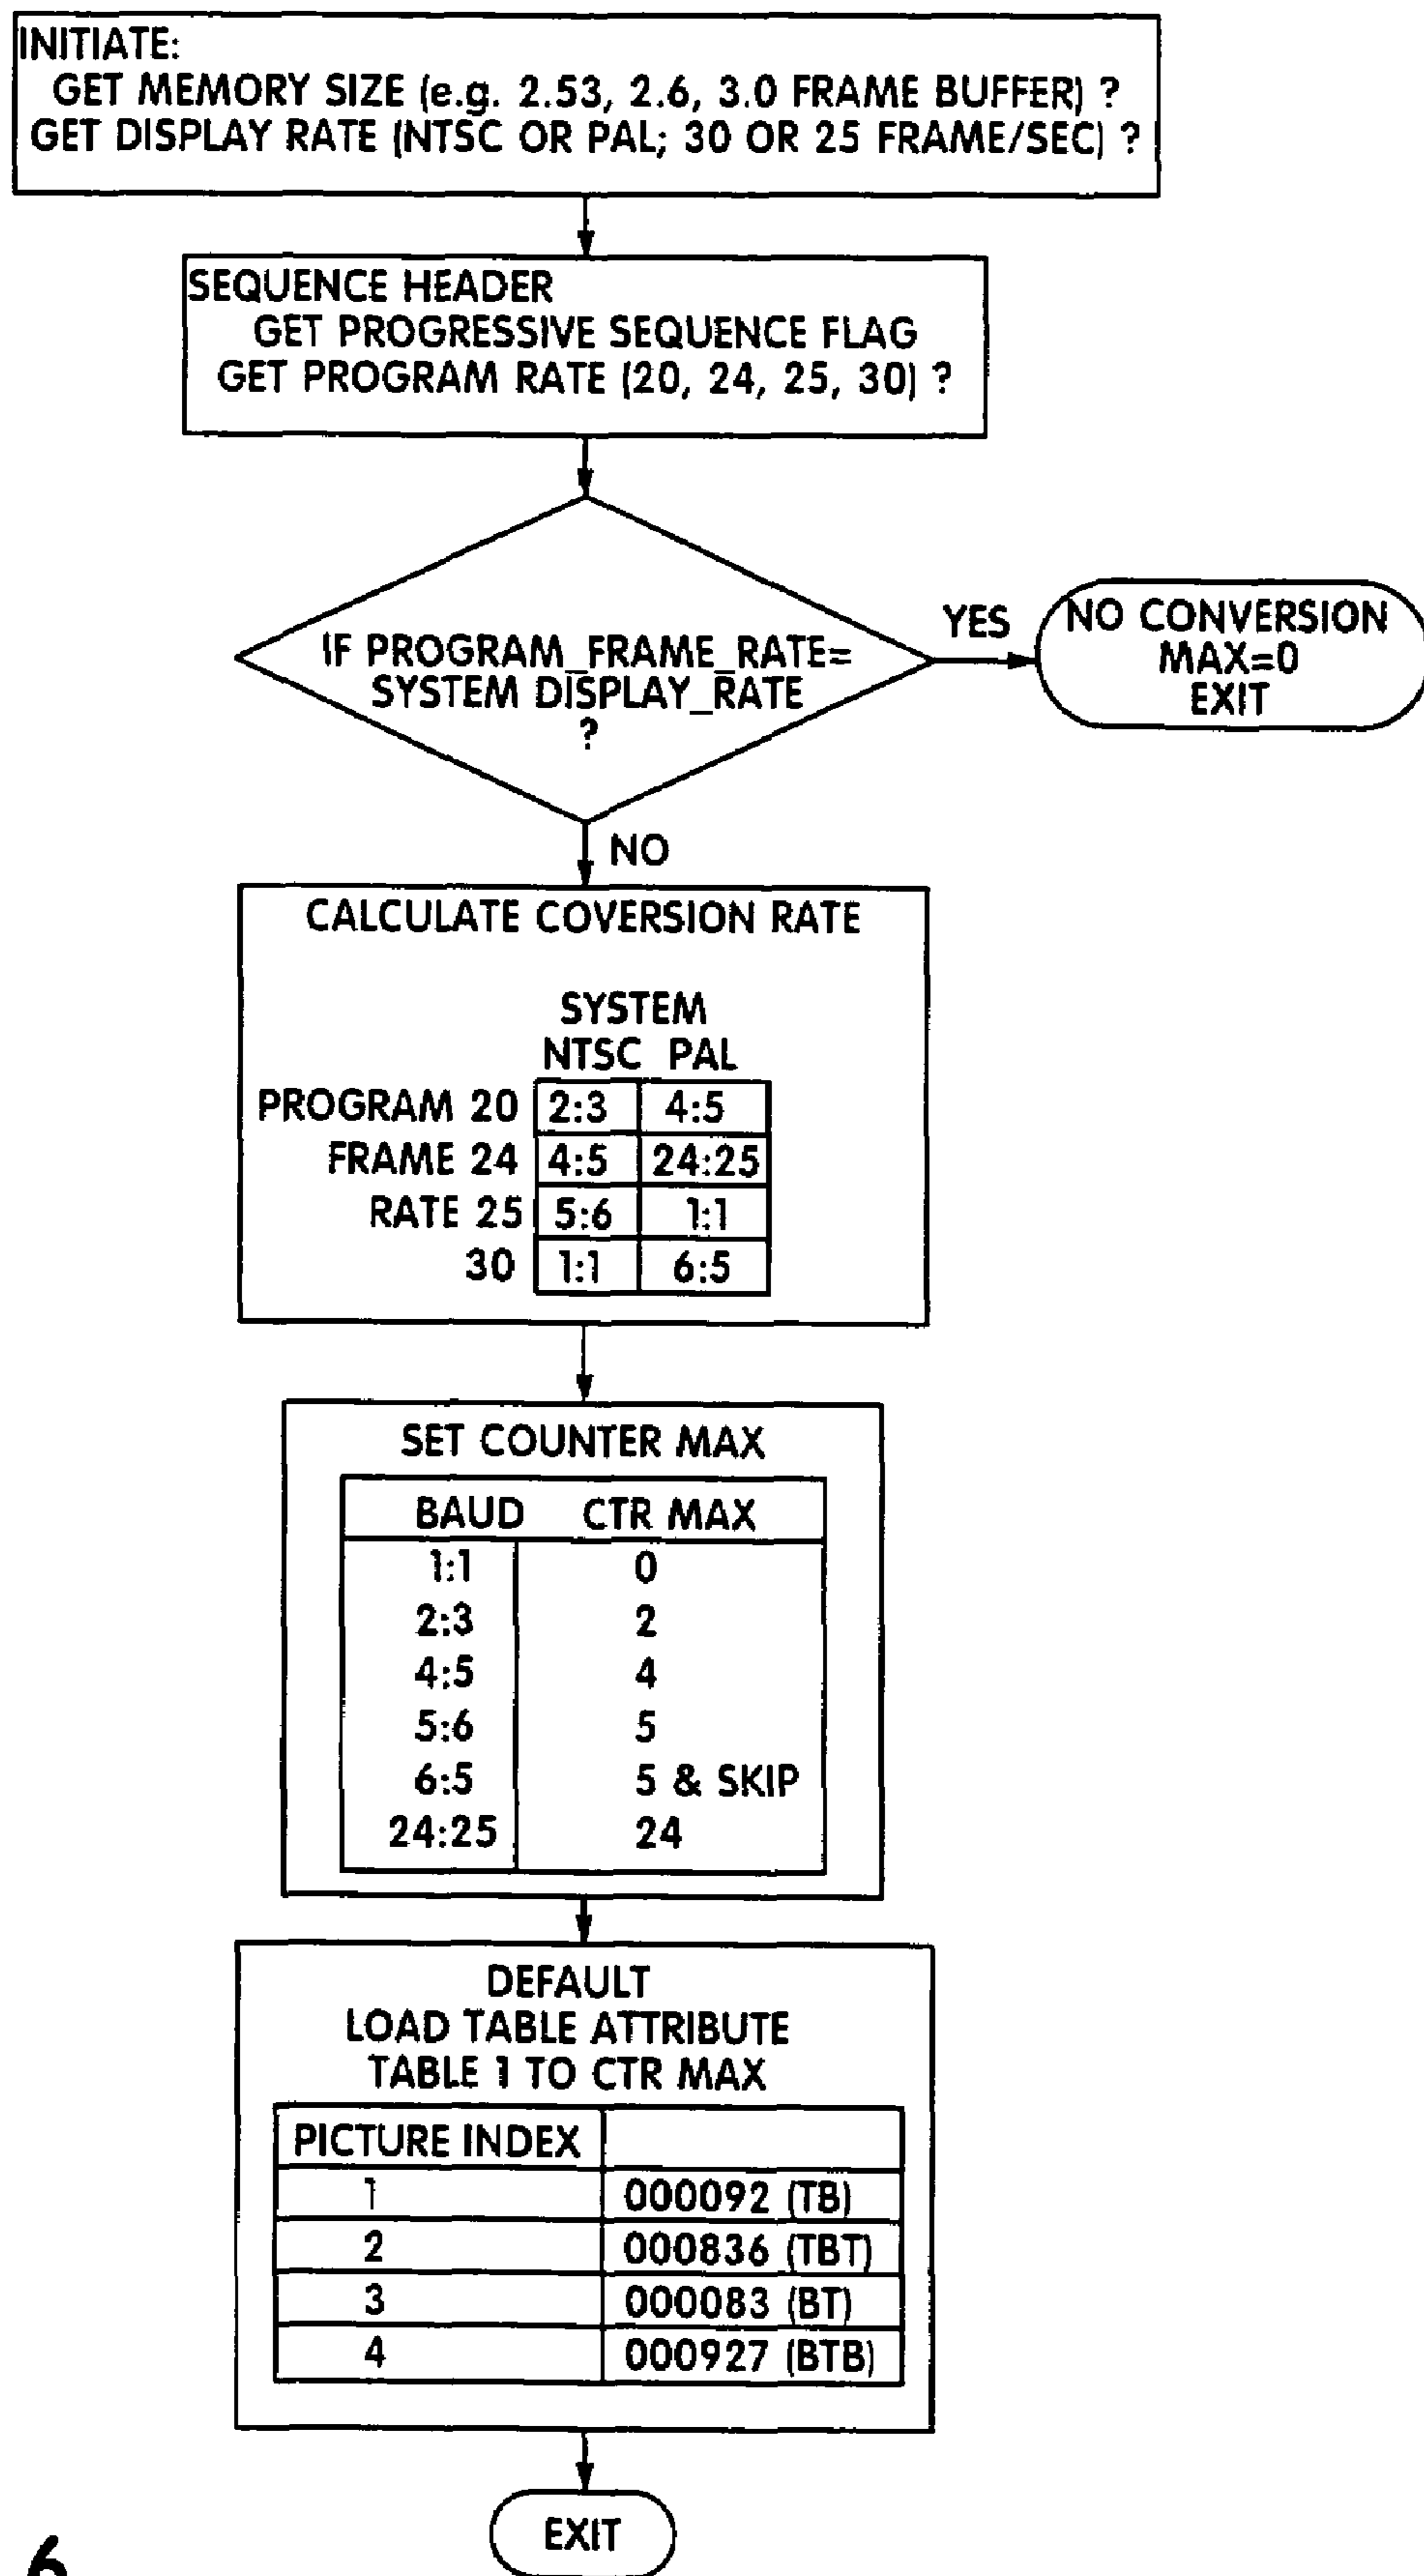 INITIATE:
GET MEMORY SIZE (e.g. 2.53, 2.6, 3.0 FRAME BUFFER) ?
GET DISPLAY RATE (NTSC OR PAL; 30 OR 25 FRAME/SEC) ?
SEQUENCE HEADER
GET PROGRESSIVE SEQUENCE FLAG
GET PROGRAM RATE (20, 24, 25, 30) ?
IF PROGRAM_FRAME_RATE=
SYSTEM DISPLAY_RATE
?
YES
NO CONVERSION
MAX=0
EXIT
NO
CALCULATE COVERSION RATE
SYSTEM
NTSC PAL
PROGRAM 20 2:3 4:5
FRAME 24 4:5 24:25
RATE 25 5:6 1:1
30 1:1 6:5
SET COUNTER MAX
BAUD CTR MAX
1:1 0
2:3 2
4:5 4
5:6 5
6:5 5 & SKIP
24:25 24
DEFAULT
LOAD TABLE ATTRIBUTE
TABLE 1 TO CTR MAX
PICTURE INDEX
1 000092 (TB)
2 000836 (TBT)
3 000083 (BT)
4 000927 (BTB)
EXIT
6